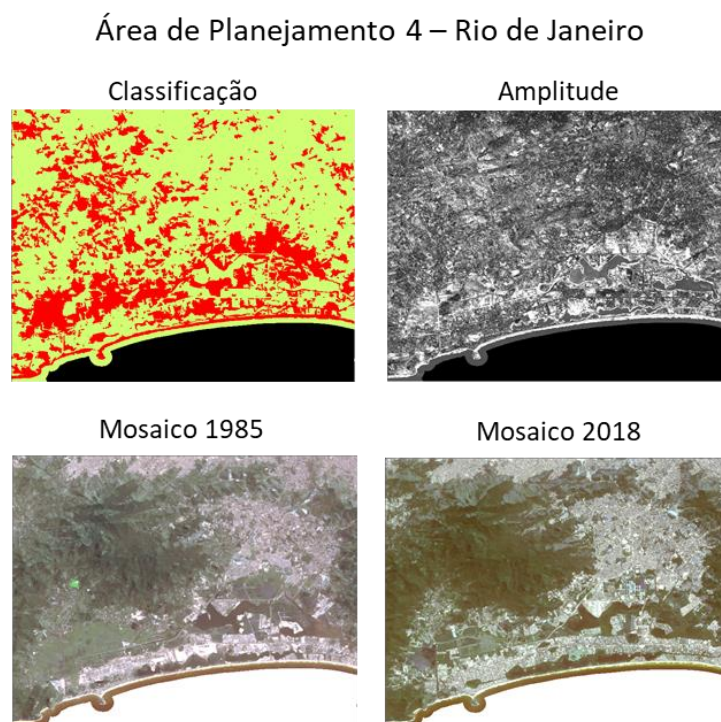 Área de Planejamento 4 – Rio de Janeiro
Classificação
Amplitude
Mosaico 1985
Mosaico 2018